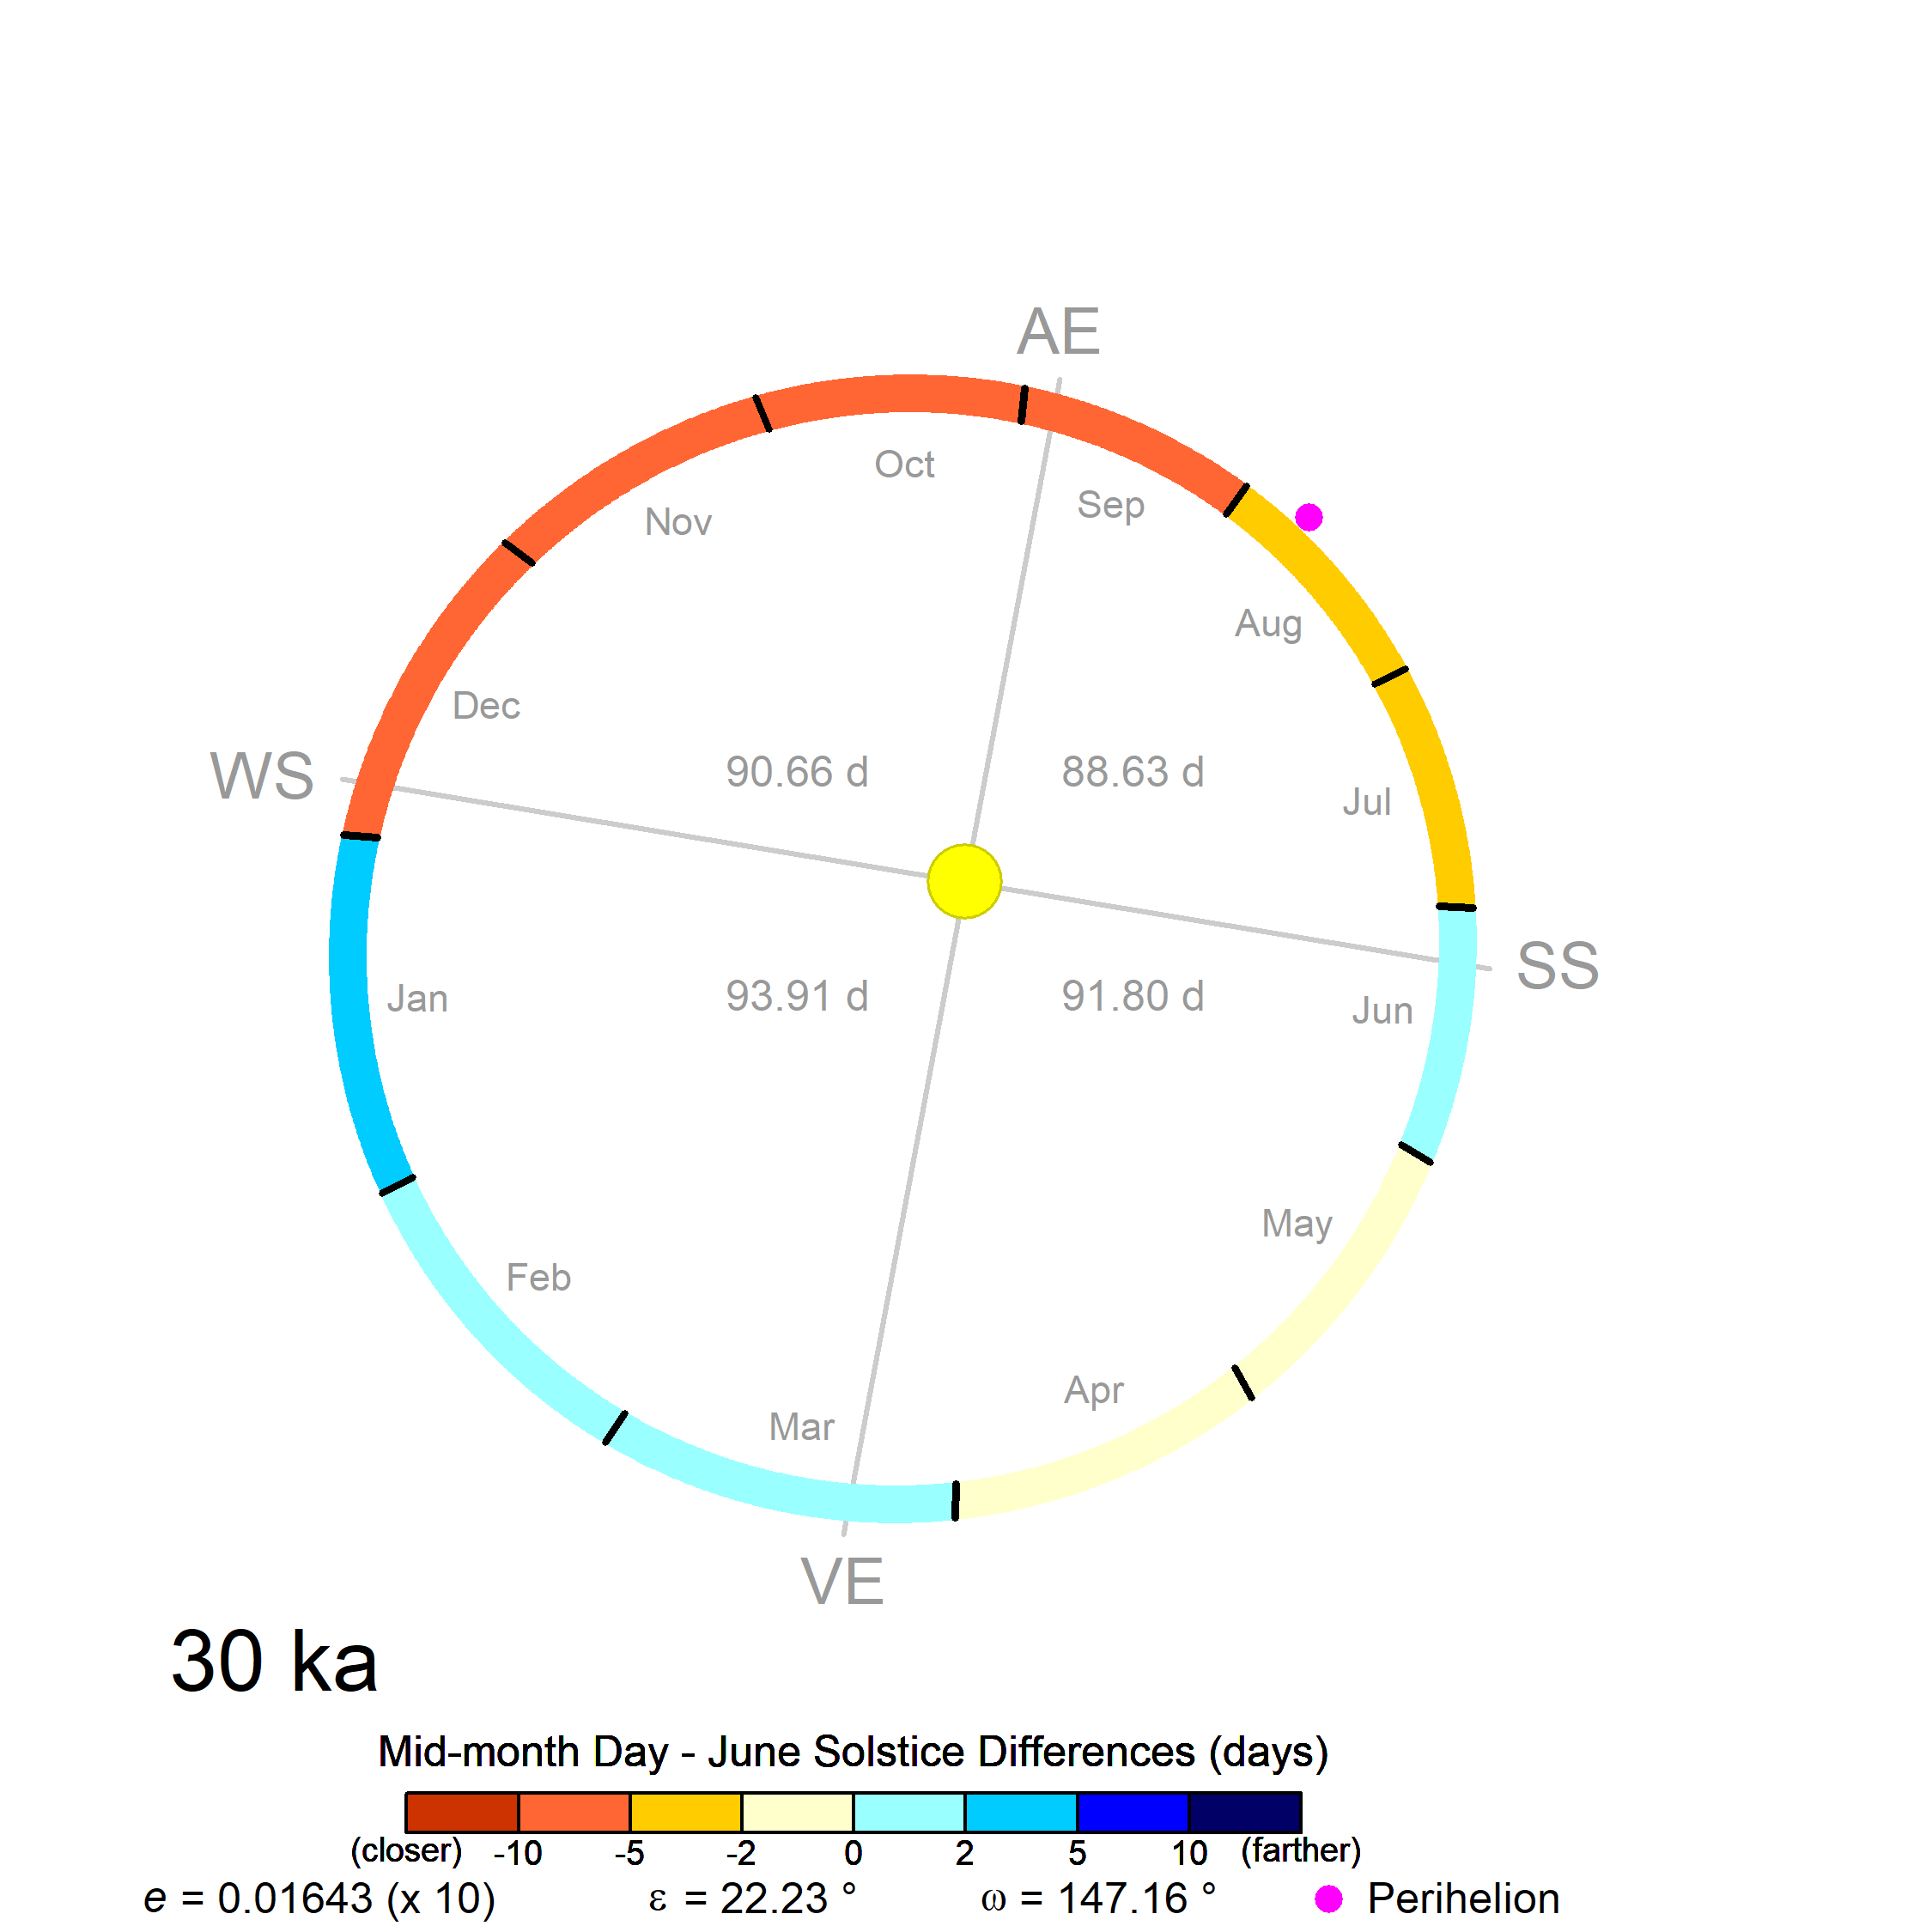 AE
Oct
Sep
Nov
Aug
Dec
WS
90.66 d
88.63 d
Jul
SS
Jan
93.91 d
91.80 d
Jun
May
Feb
Apr
Mar
VE
30 ka
Mid-month Day - June Solstice Differences (days)
(closer) -10 -5 -2 0 2 5 10 (farther)
e = 0.01643 (x 10) ε = 22.23 ° ω = 147.16 ° Perihelion